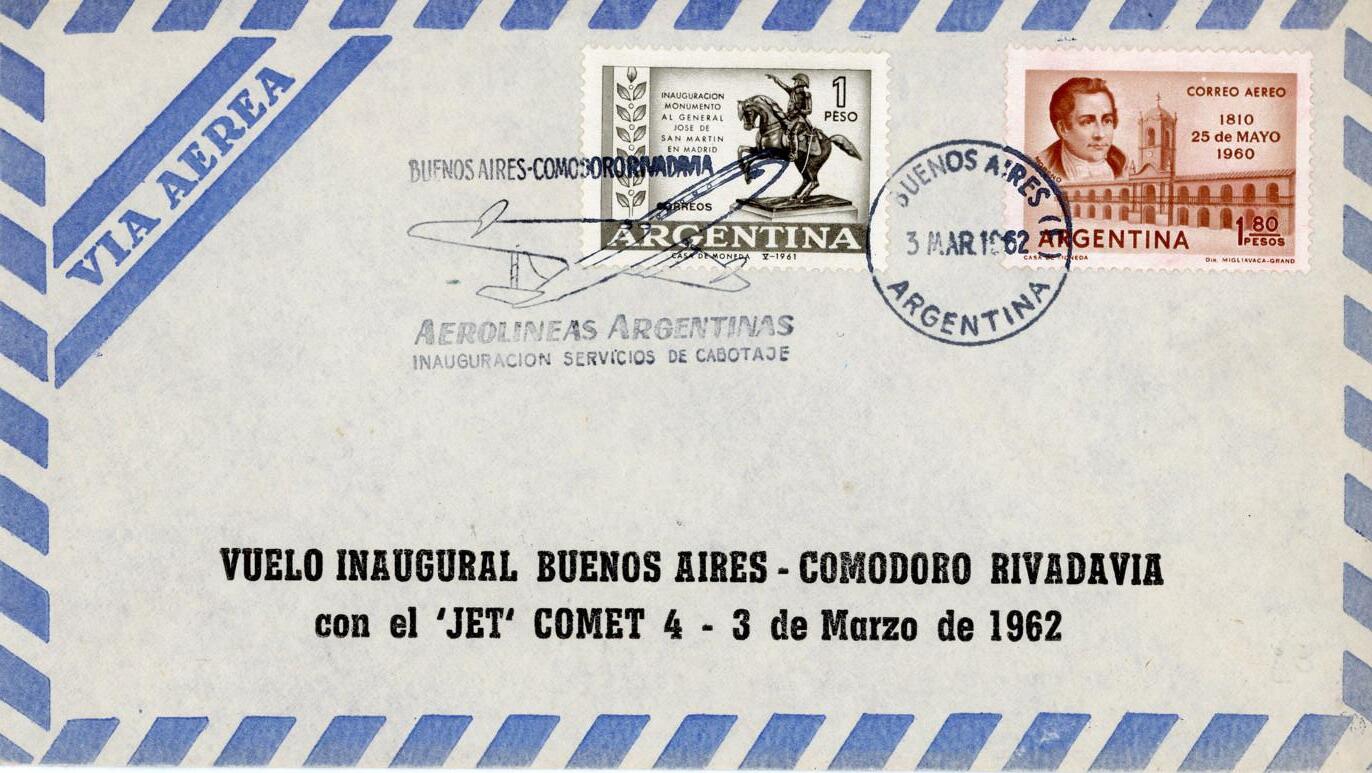 VIA AEREA
INAUGURACION
MONUMENTO
AL GENERAL
JOSE DE
SAN MARTIN
EN MADRID
1
PESO
CORREOS
ARGENTINA
CASA DE MONEDA V-1961
CORREO AEREO
1810
25 de MAYO
1960
MORENO
ARGENTINA
1 80
PESOS
CASA DE MONEDA
DIB. MIGLIAVACA-GRAND
BUENOS AIRES-COMODORO RIVADAVIA
AEROLINEAS ARGENTINAS
INAUGURACION SERVICIOS DE CABOTAJE
BUENOS AIRES
3 MAR.1962
ARGENTINA
VUELO INAUGURAL BUENOS AIRES - COMODORO RIVADAVIA
con el 'JET' COMET 4 - 3 de Marzo de 1962